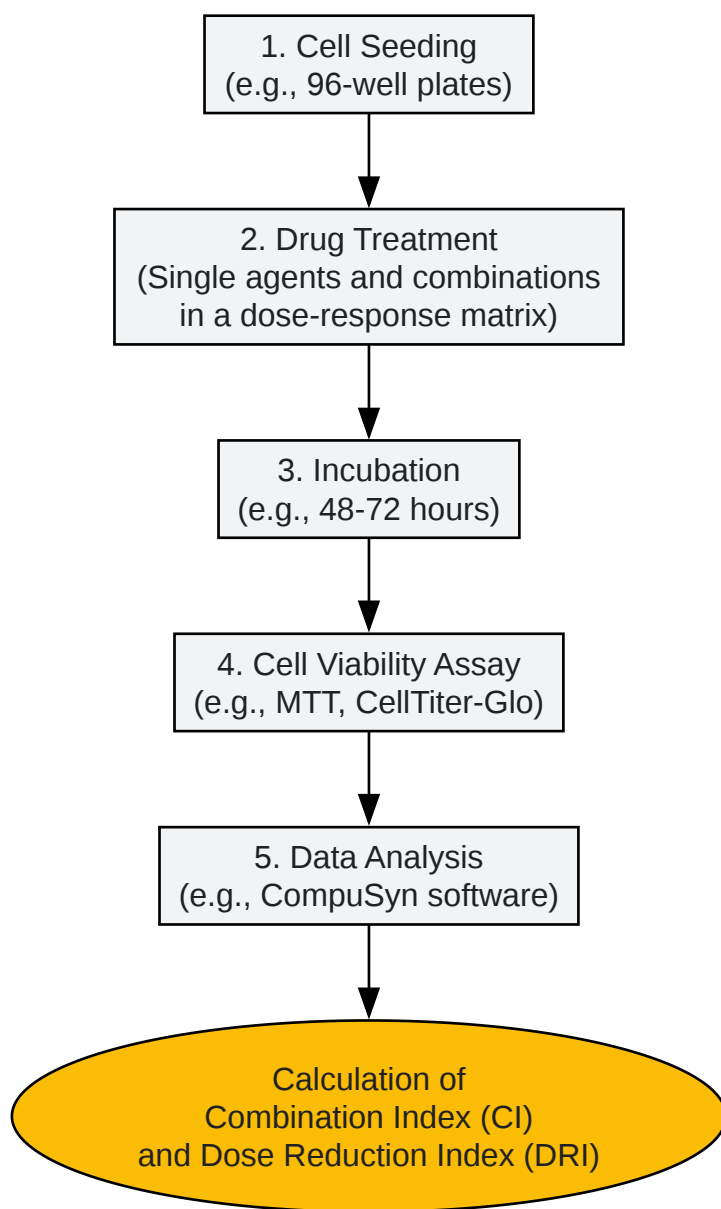 1. Cell Seeding
(e.g., 96-well plates)
2. Drug Treatment
(Single agents and combinations
in a dose-response matrix)
3. Incubation
(e.g., 48-72 hours)
4. Cell Viability Assay
(e.g., MTT, CellTiter-Glo)
5. Data Analysis
(e.g., CompuSyn software)
Calculation of
Combination Index (CI)
and Dose Reduction Index (DRI)